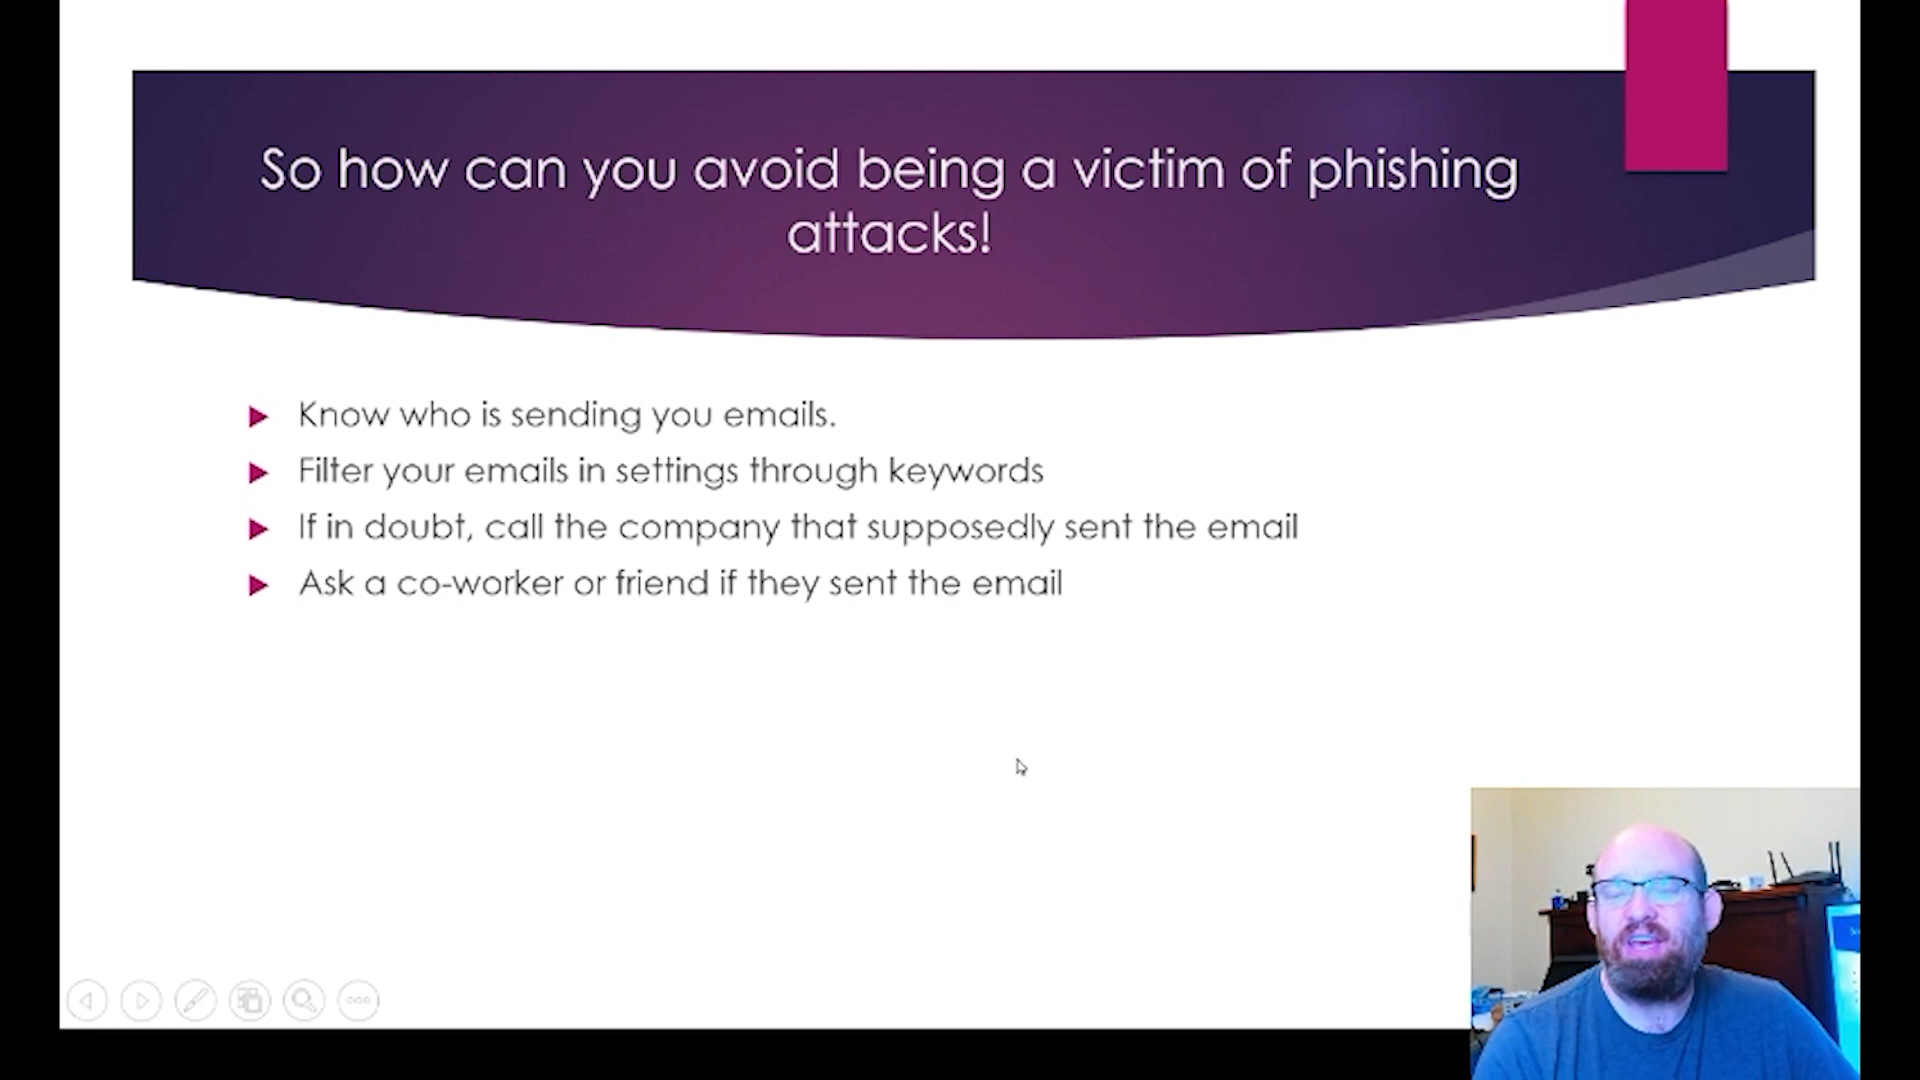 So how can you avoid being a victim of phishing
attacks!
Know who is sending you emails.
Filter your emails in settings through keywords
If in doubt, call the company that supposedly sent the email
Ask a co-worker or friend if they sent the email